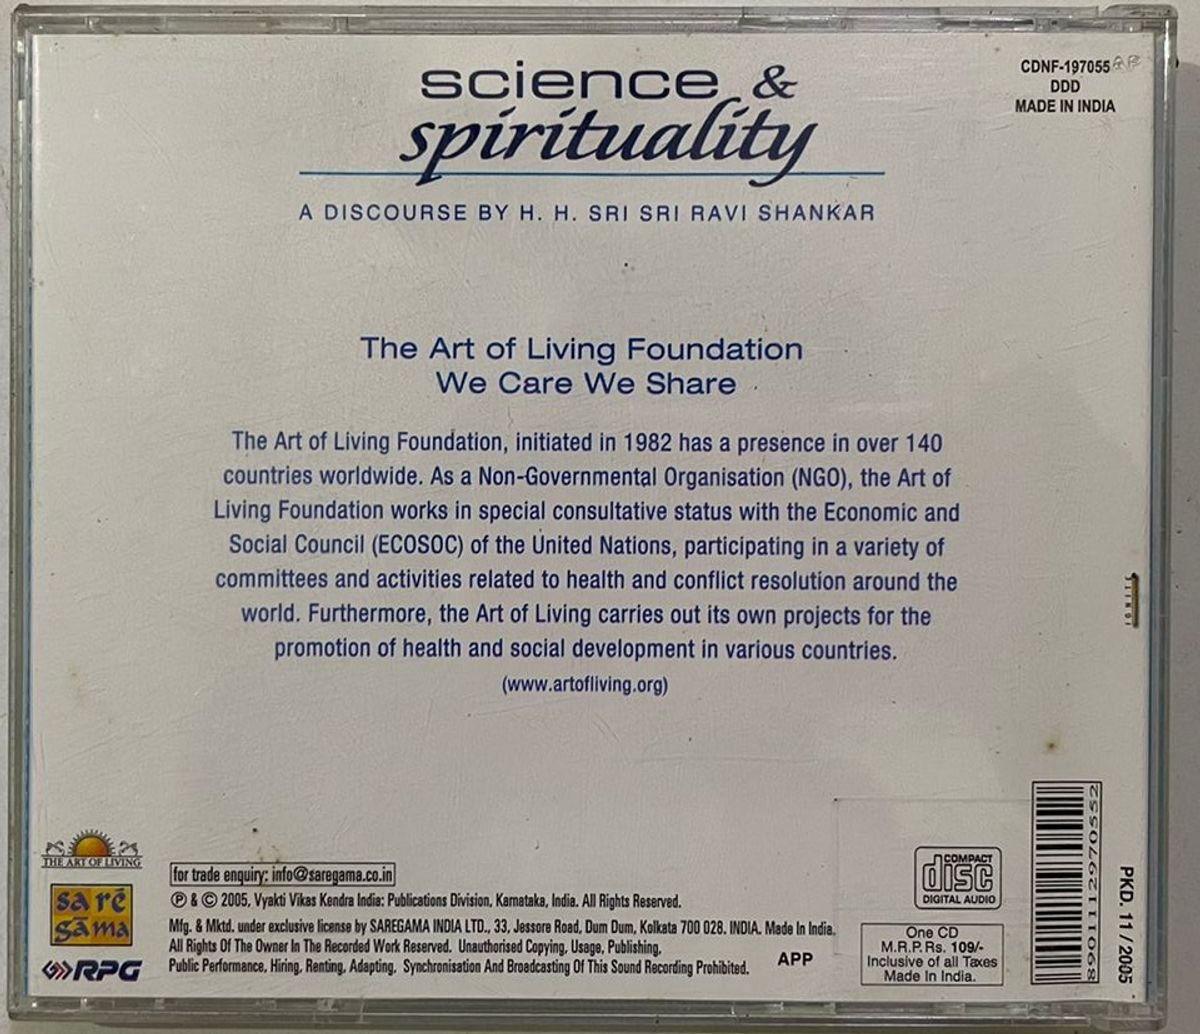 science &
spirituality
A DISCOURSE BY H. H. SRI SRI RAVI SHANKAR
CDNF-197055
DDD
MADE IN INDIA
The Art of Living Foundation
We Care We Share
The Art of Living Foundation, initiated in 1982 has a presence in over 140
countries worldwide. As a Non-Governmental Organisation (NGO), the Art of
Living Foundation works in special consultative status with the Economic and
Social Council (ECOSOC) of the United Nations, participating in a variety of
committees and activities related to health and conflict resolution around the
world. Furthermore, the Art of Living carries out its own projects for the
promotion of health and social development in various countries.
(www.artofliving.org)
THE ART OF LIVING
sa rē
gāma
RPG
for trade enquiry: info@saregama.co.in
℗ & © 2005, Vyakti Vikas Kendra India: Publications Division, Karnataka, India. All Rights Reserved.
Mfg. & Mktd. under exclusive license by SAREGAMA INDIA LTD., 33, Jessore Road, Dum Dum, Kolkata 700 028. INDIA. Made In India.
All Rights Of The Owner In The Recorded Work Reserved. Unauthorised Copying, Usage, Publishing,
Public Performance, Hiring, Renting, Adapting, Synchronisation And Broadcasting Of This Sound Recording Prohibited.
APP
COMPACT
disc
DIGITAL AUDIO
One CD
M.R.P. Rs. 109/-
Inclusive of all Taxes
Made In India.
8901112970552
PKD. 11/2005